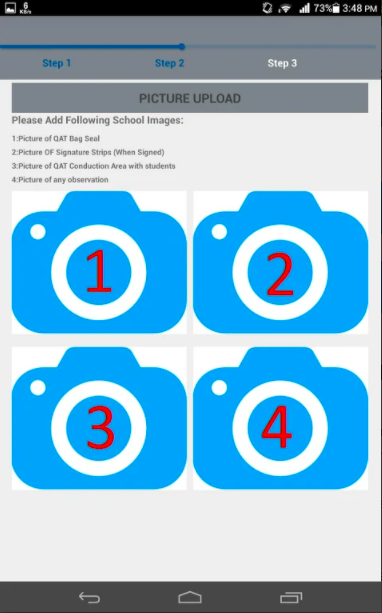 6
KB/s
73% 3:48 PM
Step 1 Step 2 Step 3
PICTURE UPLOAD
Please Add Following School Images:
1:Picture of QAT Bag Seal
2:Picture OF Signature Strips (When Signed)
3:Picture of QAT Conduction Area with students
4:Picture of any observation
1 2
3 4